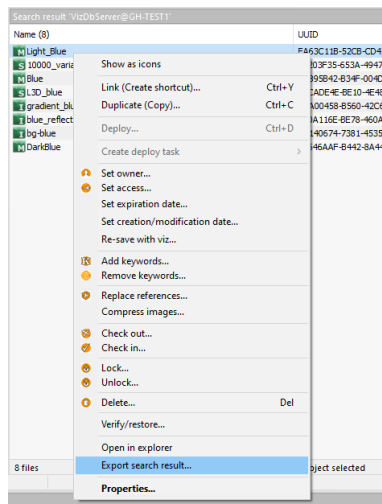 Search result 'VizDbServer@GH-TEST1'
Name (8) UUID
M Light_Blue EA63C11B-52CB-CD4
S 10000_varia 203F35-653A-4947
M Blue 395B42-B34F-004D
S L3D_blue CADE4E-BE10-4E4
I gradient_blu A00458-B560-42C6
I blue_reflect 0A116E-BE78-460A
I bg-blue 140674-7381-4535
M DarkBlue 646AAF-B442-8A44
Show as icons
Link (Create shortcut)... Ctrl+Y
Duplicate (Copy)... Ctrl+C
Deploy... Ctrl+D
Create deploy task >
Set owner...
Set access...
Set expiration date...
Set creation/modification date...
Re-save with viz...
Add keywords...
Remove keywords...
Replace references...
Compress images...
Check out...
Check in...
Lock...
Unlock...
Delete... Del
Verify/restore...
Open in explorer
Export search result...
Properties...
8 files bject selected